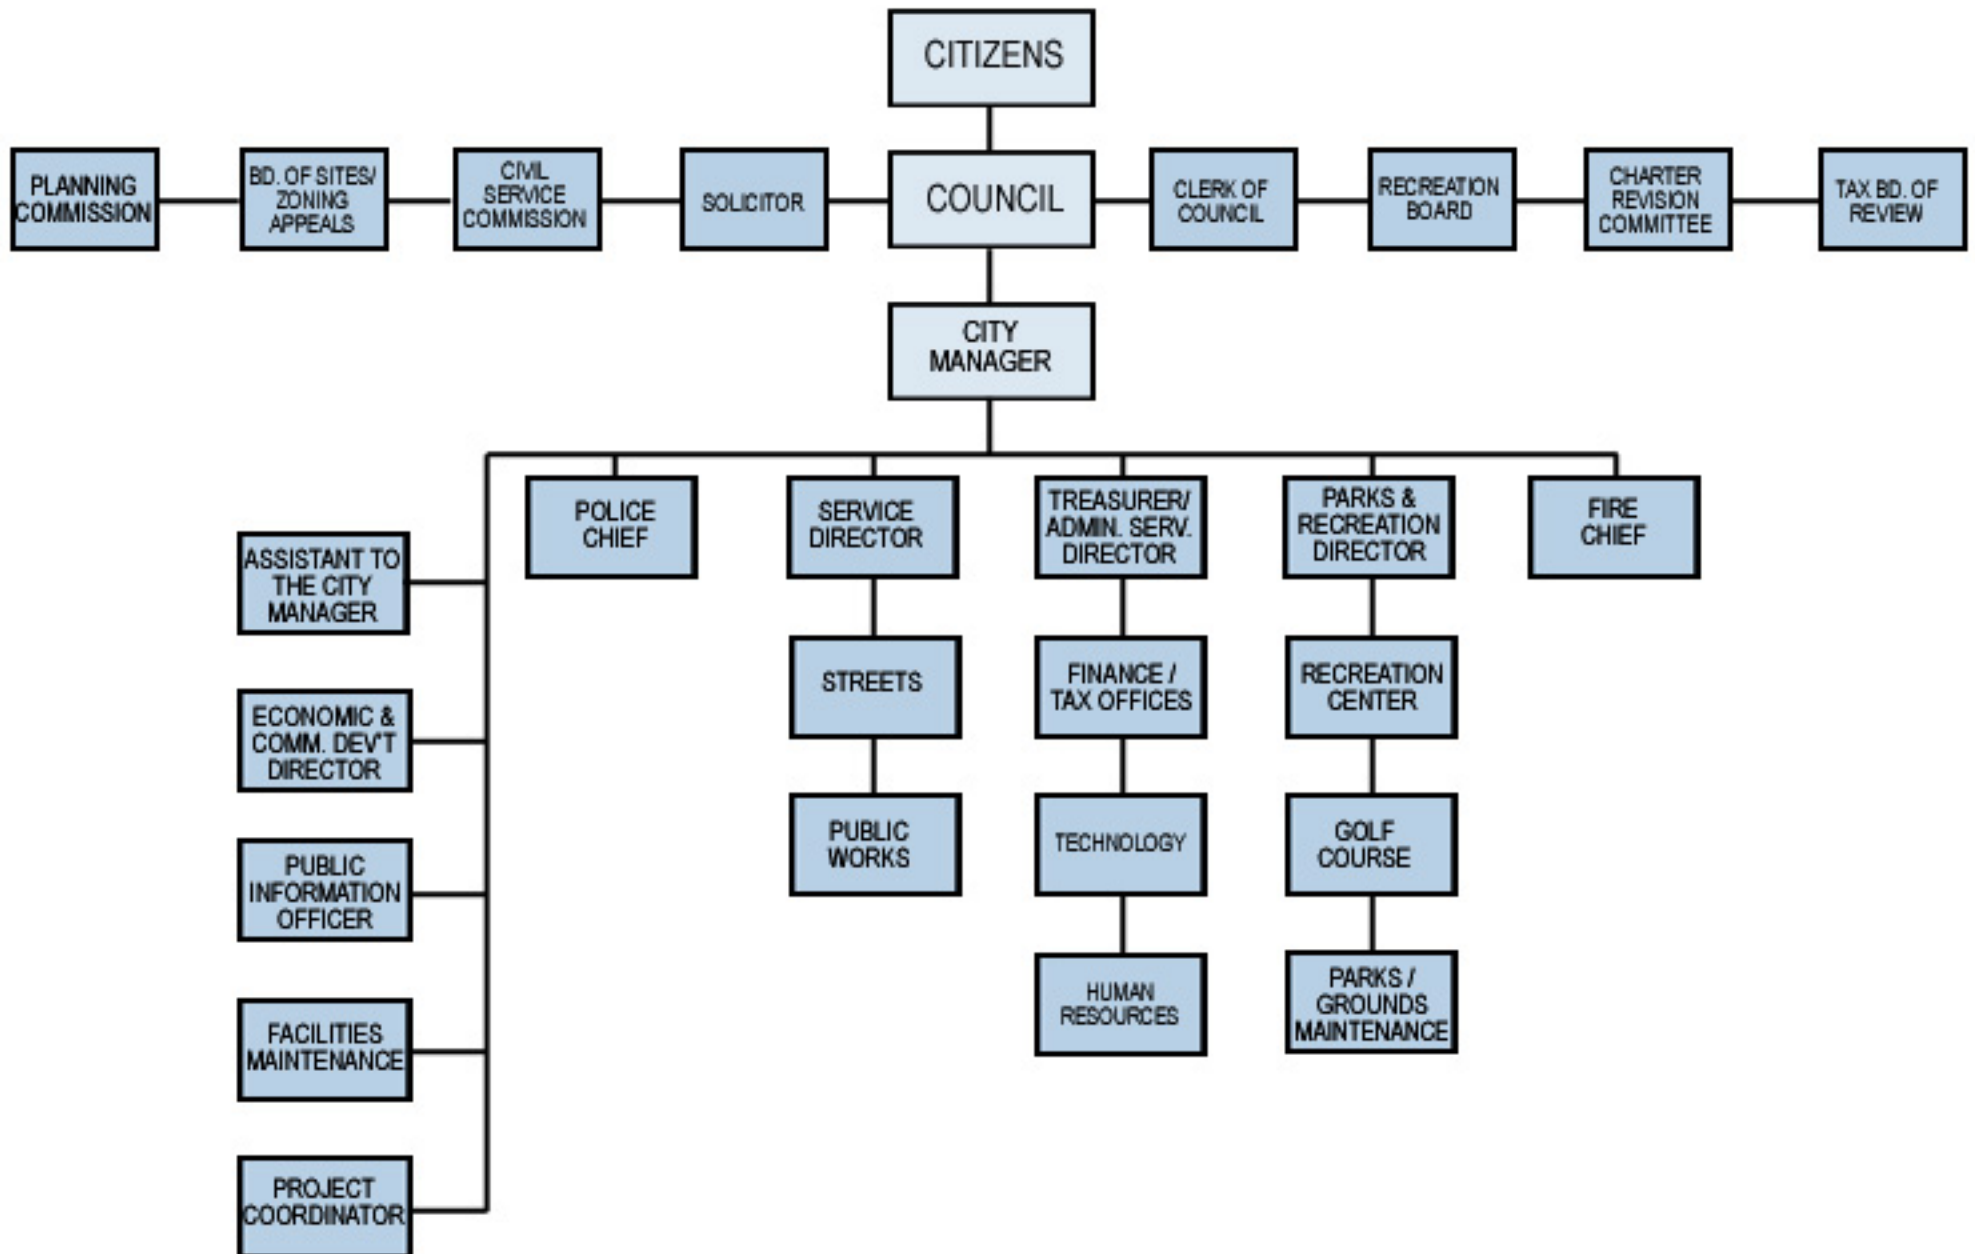 CITIZENS
PLANNING
COMMISSION
BD. OF SITES/
ZONING
APPEALS
CIVIL
SERVICE
COMMISSION
SOLICITOR
COUNCIL
CLERK OF
COUNCIL
RECREATION
BOARD
CHARTER
REVISION
COMMITTEE
TAX BD. OF
REVIEW
CITY
MANAGER
POLICE
CHIEF
SERVICE
DIRECTOR
TREASURER/
ADMIN. SERV.
DIRECTOR
PARKS &
RECREATION
DIRECTOR
FIRE
CHIEF
ASSISTANT TO
THE CITY
MANAGER
STREETS
FINANCE /
TAX OFFICES
RECREATION
CENTER
ECONOMIC &
COMM. DEV'T
DIRECTOR
PUBLIC
WORKS
TECHNOLOGY
GOLF
COURSE
PUBLIC
INFORMATION
OFFICER
HUMAN
RESOURCES
PARKS /
GROUNDS
MAINTENANCE
FACILITIES
MAINTENANCE
PROJECT
COORDINATOR